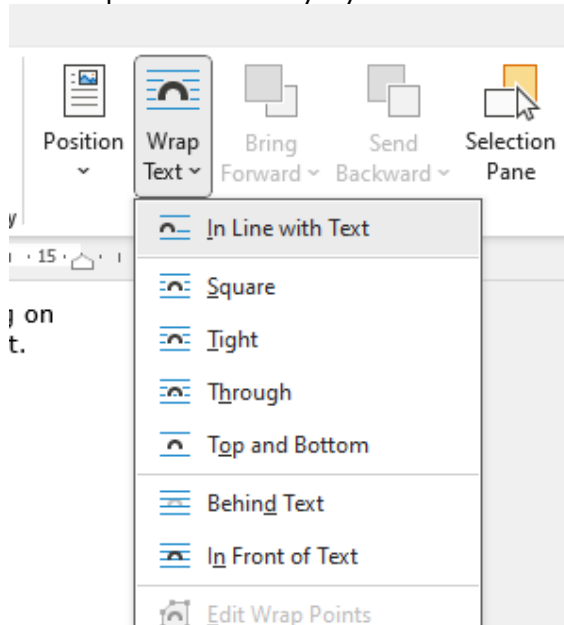 Position
Wrap
Text
Bring
Forward
Send
Backward
Selection
Pane
In Line with Text
15
Square
on
t.
Tight
Through
Top and Bottom
Behind Text
In Front of Text
Edit Wrap Points